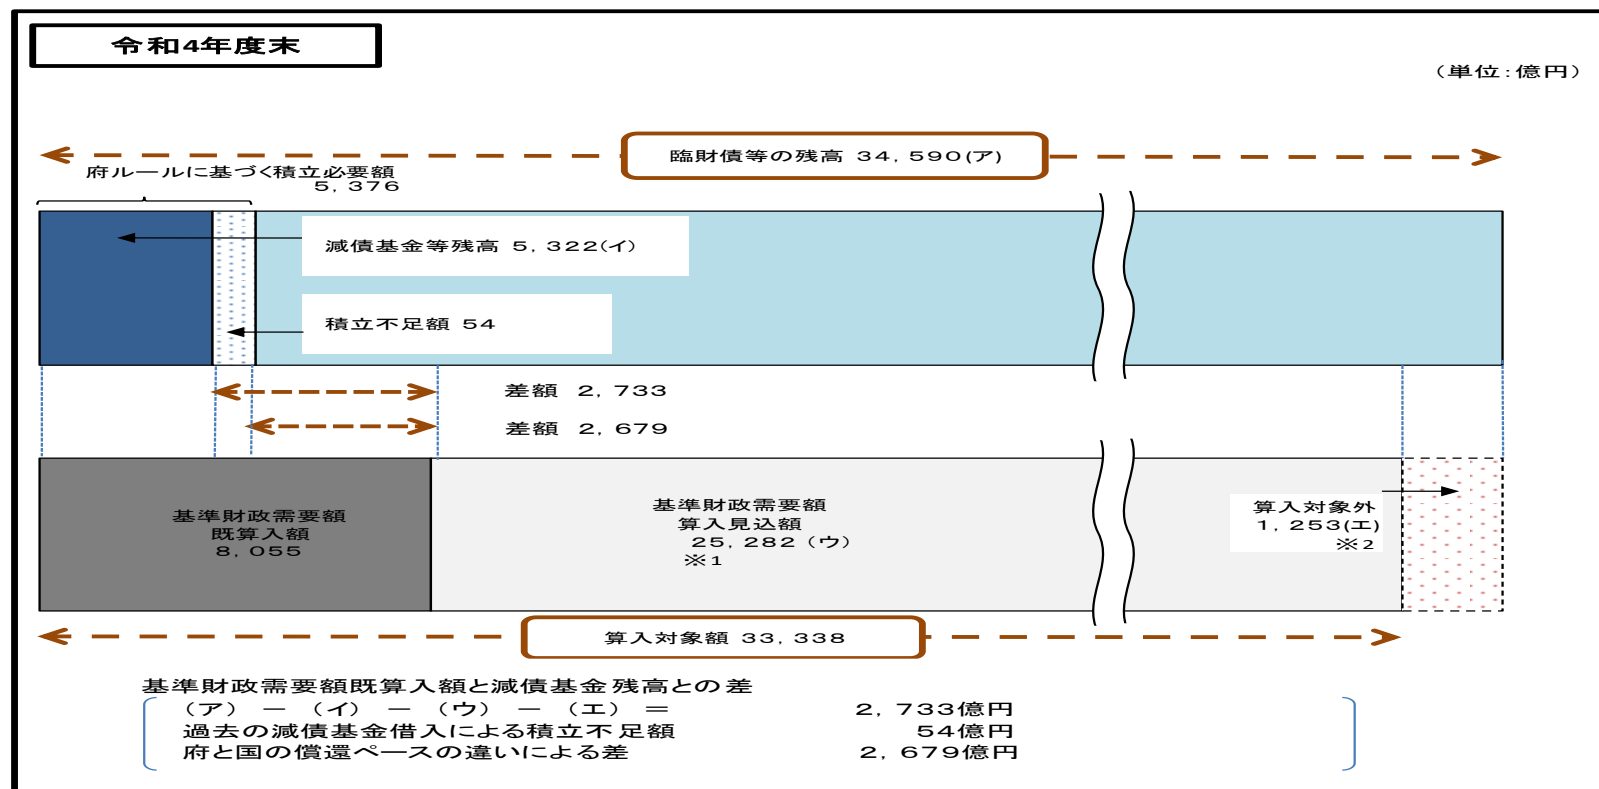 令和4年度末
（単位：億円）
臨財債等の残高 34,590(ア)
府ルールに基づく積立必要額
5,376
減債基金等残高 5,322(イ)
積立不足額 54
差額 2,733
差額 2,679
基準財政需要額
既算入額
8,055
基準財政需要額
算入見込額
25,282（ウ）
※1
算入対象外
1,253(エ)
※2
算入対象額 33,338
基準財政需要額既算入額と減債基金残高との差
（ア） － （イ） － （ウ） － （エ） ＝ 2,733億円
過去の減債基金借入による積立不足額 54億円
府と国の償還ペースの違いによる差 2,679億円